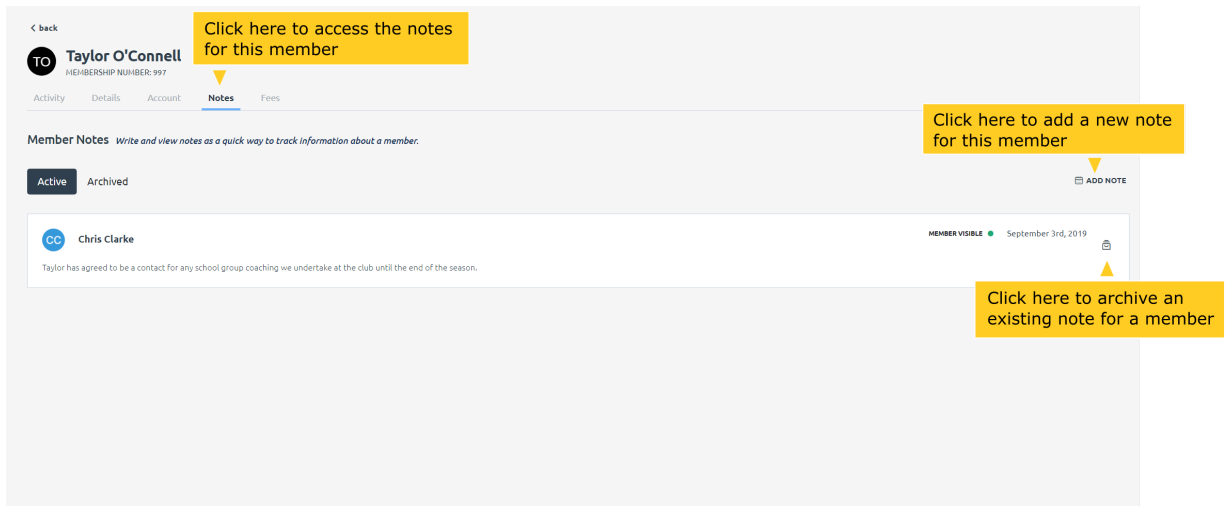 < back
Click here to access the notes
for this member
TO
Taylor O'Connell
MEMBERSHIP NUMBER: 997
Activity Details Account Notes Fees
Click here to add a new note
for this member
Member Notes Write and view notes as a quick way to track information about a member.
Active Archived
ADD NOTE
CC Chris Clarke
MEMBER VISIBLE September 3rd, 2019
Taylor has agreed to be a contact for any school group coaching we undertake at the club until the end of the season.
Click here to archive an
existing note for a member